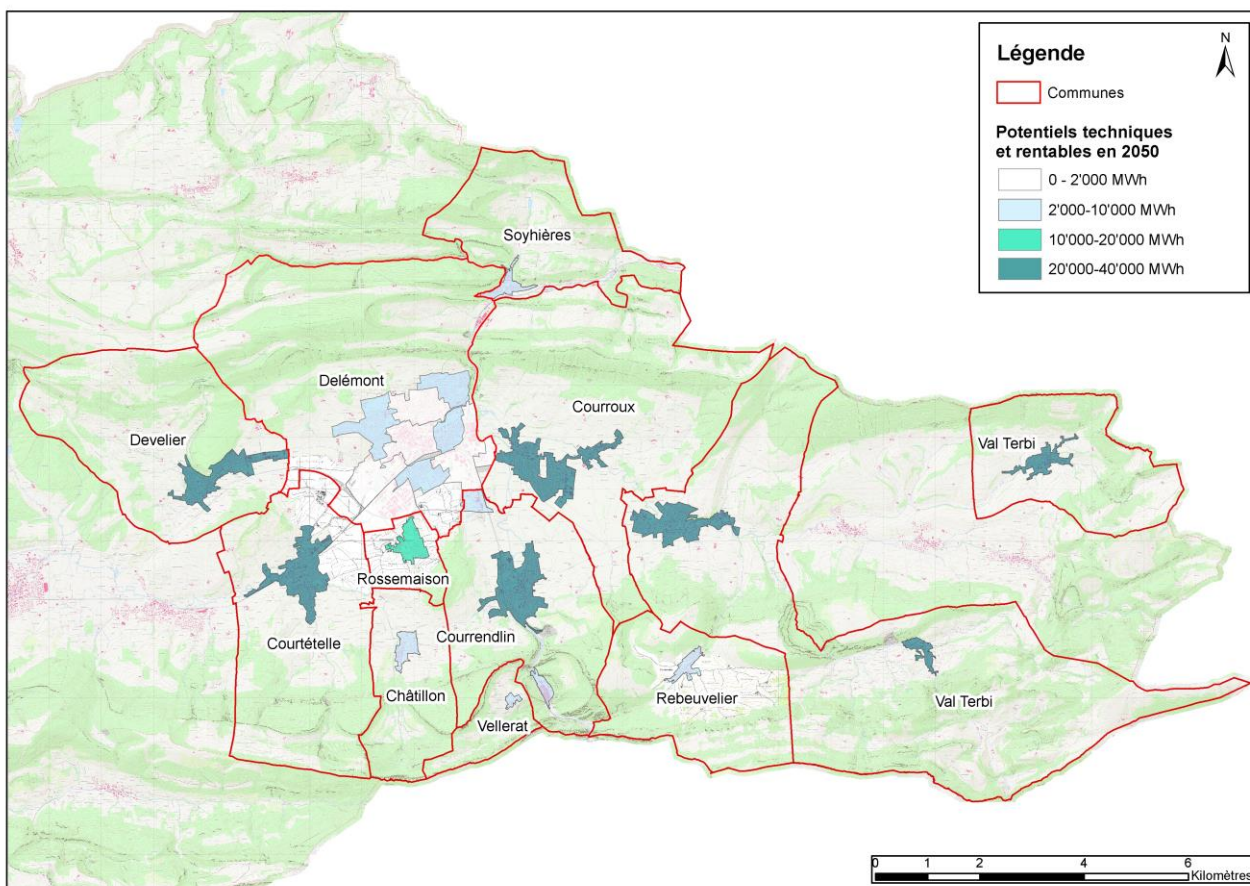 Légende
N
Communes
Potentiels techniques
et rentables en 2050
0 - 2'000 MWh
2'000-10'000 MWh
10'000-20'000 MWh
20'000-40'000 MWh
Soyhières
Delémont
Courroux
Develier
Val Terbi
Rossemaison
Courtételle
Courrendlin
Châtillon
Rebeuvelier
Vellerat
Val Terbi
0 1 2 4 6
Kilomètres